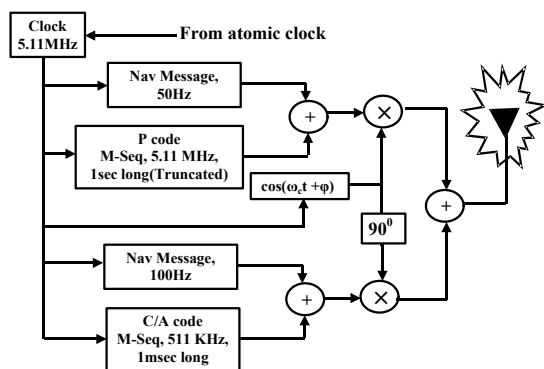 Clock
5.11MHz
From atomic clock
Nav Message,
50Hz
P code
M-Seq, 5.11 MHz,
1sec long(Truncated)
+
×
cos(ω_c t +φ)
+
90⁰
Nav Message,
100Hz
+
×
C/A code
M-Seq, 511 KHz,
1msec long